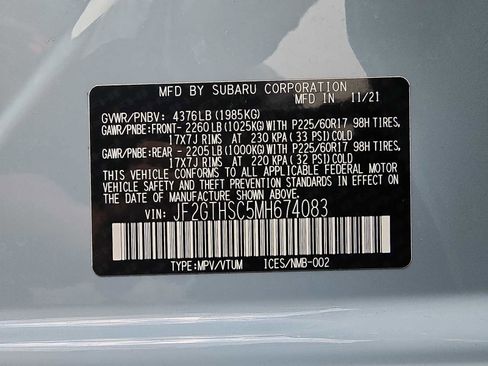 MFD BY SUBARU CORPORATION
MFD IN 11/21
GVWR/PNBV: 4376LB (1985KG)
GAWR/PNBE:FRONT- 2260LB (1025KG) WITH P225/60R17 98H TIRES,
17X7J RIMS AT 230 KPA (33 PSI) COLD
GAWR/PNBE:REAR - 2205LB (1000KG) WITH P225/60R17 98H TIRES,
17X7J RIMS AT 220 KPA (32 PSI) COLD
THIS VEHICLE CONFORMS TO ALL APPLICABLE FEDERAL MOTOR
VEHICLE SAFETY AND THEFT PREVENTION STANDARDS IN EFFECT
ON THE DATE OF MANUFACTURE SHOWN ABOVE.
VIN: JF2GTHSC5MH674083
TYPE:MPV/VTUM ICES/NMB-002